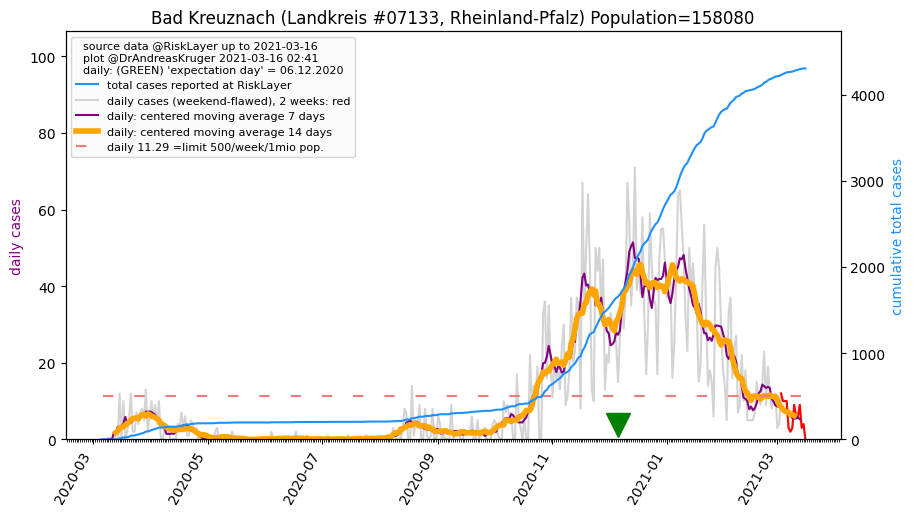 Bad Kreuznach (Landkreis #07133, Rheinland-Pfalz) Population=158080
source data @RiskLayer up to 2021-03-16
plot @DrAndreasKruger 2021-03-16 02:41
daily: (GREEN) 'expectation day' = 06.12.2020
total cases reported at RiskLayer
daily cases (weekend-flawed), 2 weeks: red
daily: centered moving average 7 days
daily: centered moving average 14 days
daily 11.29 =limit 500/week/1mio pop.
daily cases
100
80
60
40
20
0
cumulative total cases
4000
3000
2000
1000
0
2020-03
2020-05
2020-07
2020-09
2020-11
2021-01
2021-03